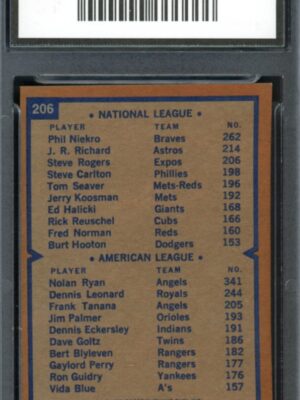 206
• NATIONAL LEAGUE •
PLAYER TEAM NO.
Phil Niekro Braves 262
J. R. Richard Astros 214
Steve Rogers Expos 206
Steve Carlton Phillies 198
Tom Seaver Mets-Reds 196
Jerry Koosman Mets 192
Ed Halicki Giants 168
Rick Reuschel Cubs 166
Fred Norman Reds 160
Burt Hooton Dodgers 153
• AMERICAN LEAGUE •
PLAYER TEAM NO.
Nolan Ryan Angels 341
Dennis Leonard Royals 244
Frank Tanana Angels 205
Jim Palmer Orioles 193
Dennis Eckersley Indians 191
Dave Goltz Twins 186
Bert Blyleven Rangers 182
Gaylord Perry Rangers 177
Ron Guidry Yankees 176
Vida Blue A's 157